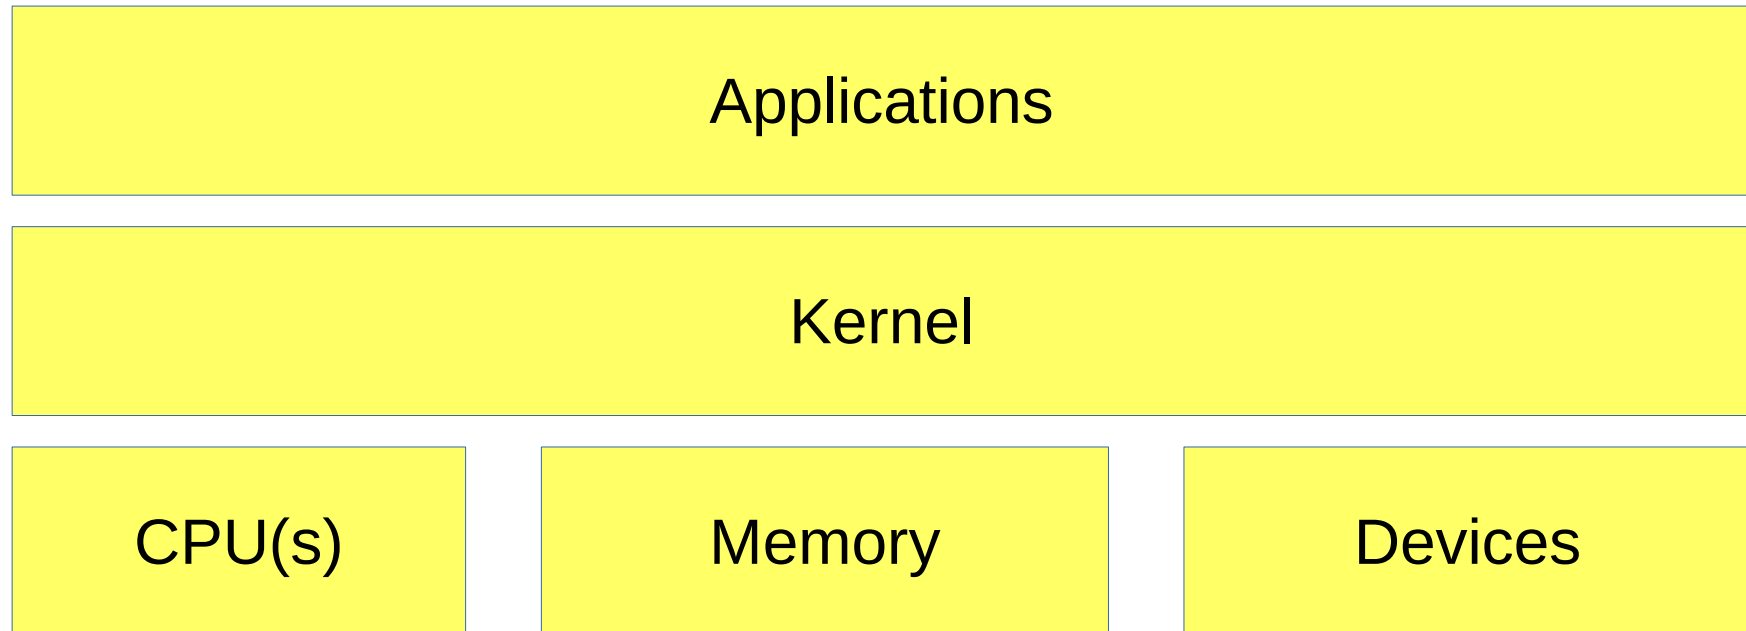 Applications
Kernel
CPU(s)
Memory
Devices